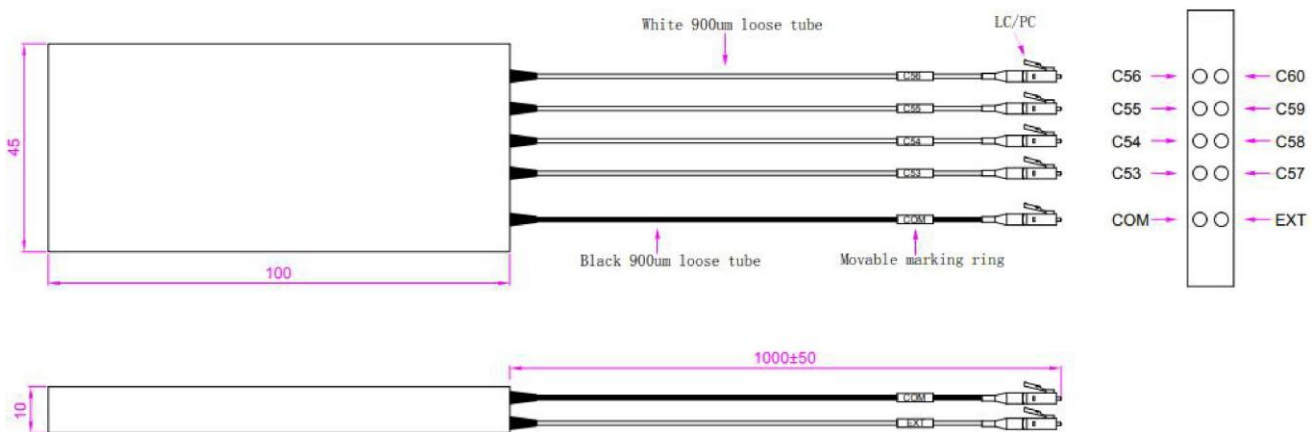 White 900um loose tube
LC/PC
C56
C55
C54
C53
COM
45
100
Black 900um loose tube
Movable marking ring
C56
C60
C55
C59
C54
C58
C53
C57
COM
EXT
1000±50
10
COM
EXT